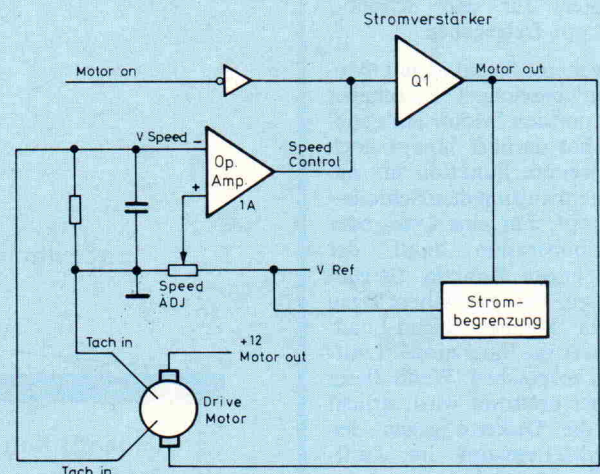 Stromverstärker
Motor on
Q1
Motor out
V Speed
−
Op.
Amp.
+
1A
Speed
Control
V Ref
Speed
ADJ
Strom-
begrenzung
Tach in
+12
Motor out
Drive
Motor
Tach in